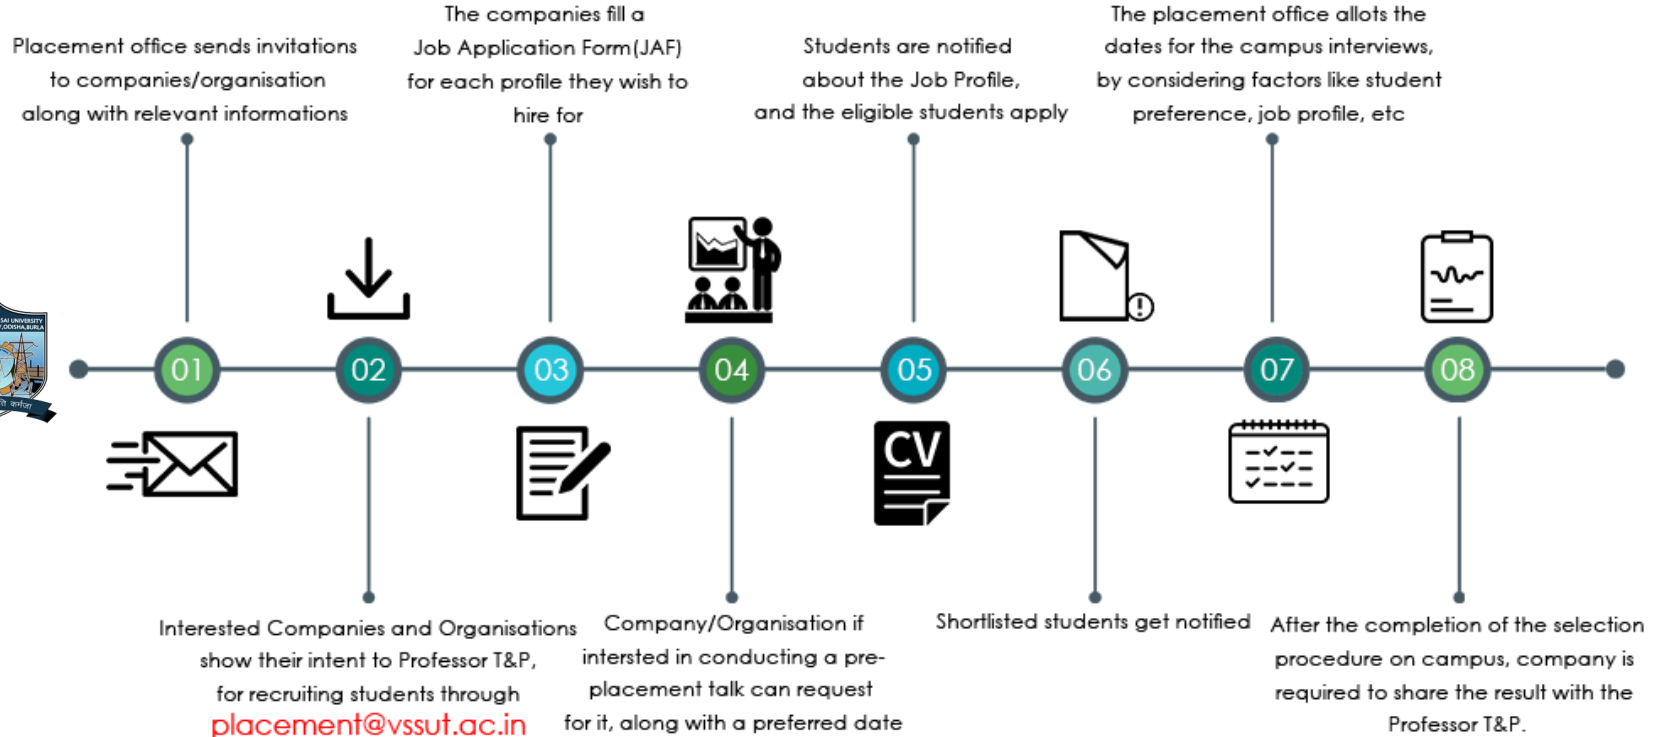 Placement office sends invitations
to companies/organisation
along with relevant informations
The companies fill a
Job Application Form(JAF)
for each profile they wish to
hire for
Students are notified
about the Job Profile,
and the eligible students apply
The placement office allots the
dates for the campus interviews,
by considering factors like student
preference, job profile, etc
SAI UNIVERSITY
Y,ODISHA,BURLA
कर्मजा
01
02
03
04
05
06
07
08
CV
Interested Companies and Organisations
show their intent to Professor T&P,
for recruiting students through
placement@vssut.ac.in
Company/Organisation if
intersted in conducting a pre-
placement talk can request
for it, along with a preferred date
Shortlisted students get notified
After the completion of the selection
procedure on campus, company is
required to share the result with the
Professor T&P.